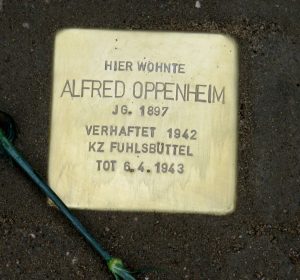 HIER WOHNTE
ALFRED OPPENHEIM
JG. 1897
VERHAFTET 1942
KZ FUHLSBÜTTEL
TOT 6.4.1943